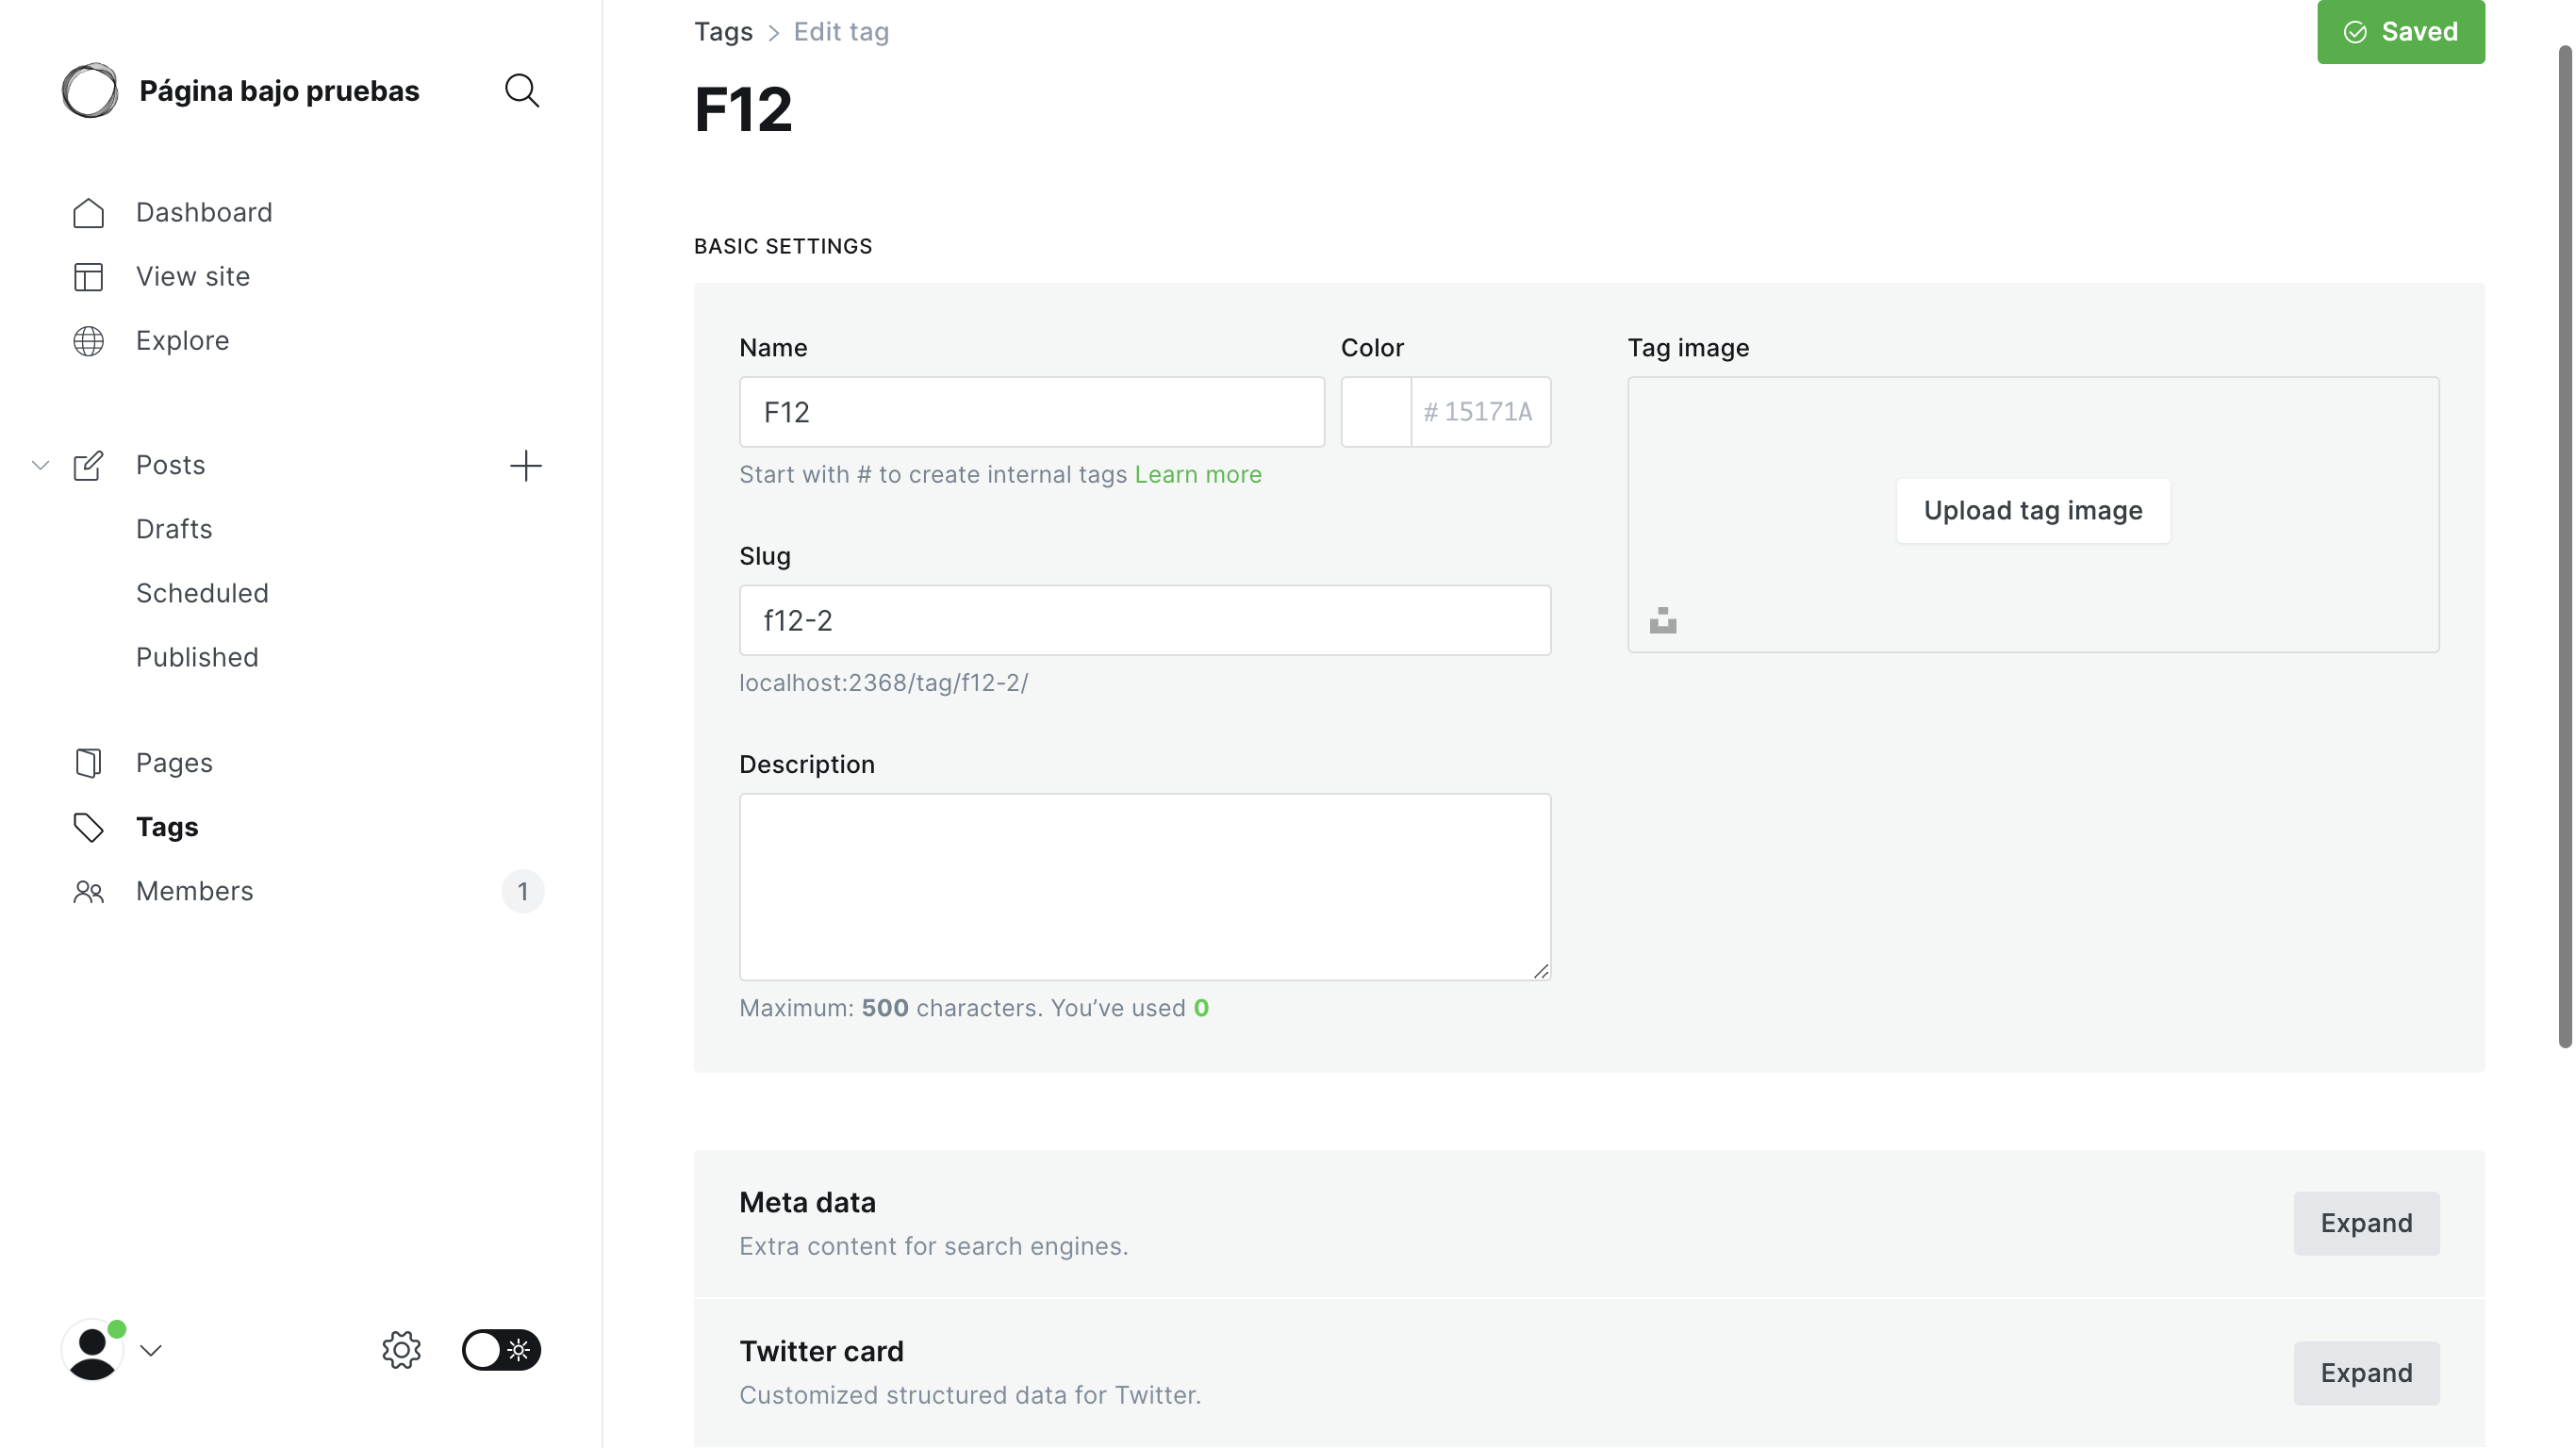 Página bajo pruebas
Dashboard
View site
Explore
Posts
Drafts
Scheduled
Published
Pages
Tags
Members
1
Tags > Edit tag
Saved
F12
BASIC SETTINGS
Name
F12
Start with # to create internal tags Learn more
Color
# 15171A
Slug
f12-2
localhost:2368/tag/f12-2/
Description
Maximum: 500 characters. You’ve used 0
Tag image
Upload tag image
Meta data
Extra content for search engines.
Expand
Twitter card
Customized structured data for Twitter.
Expand